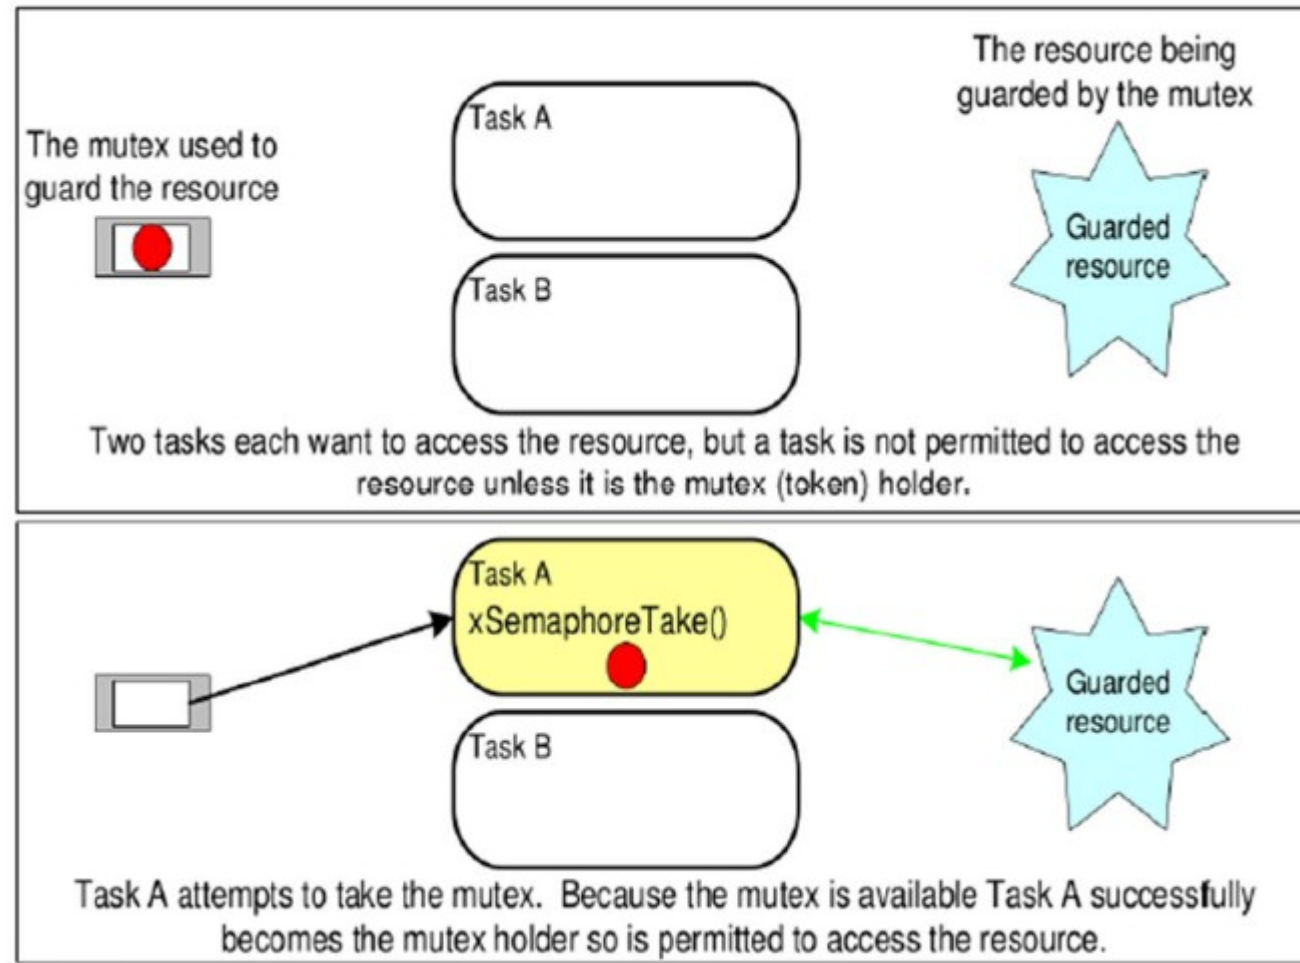 The resource being
guarded by the mutex
The mutex used to
guard the resource
Task A
Guarded
resource
Task B
Two tasks each want to access the resource, but a task is not permitted to access the
resource unless it is the mutex (token) holder.
Task A
xSemaphoreTake()
Guarded
resource
Task B
Task A attempts to take the mutex.  Because the mutex is available Task A successfully
becomes the mutex holder so is permitted to access the resource.